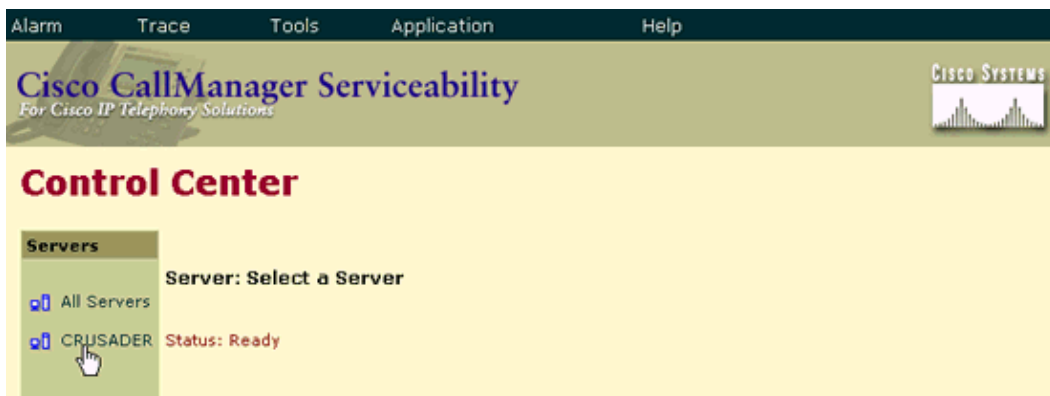 Alarm Trace Tools Application Help
Cisco CallManager Serviceability
For Cisco IP Telephony Solutions
CISCO SYSTEMS
Control Center
Servers
Server: Select a Server
All Servers
CRUSADER Status: Ready